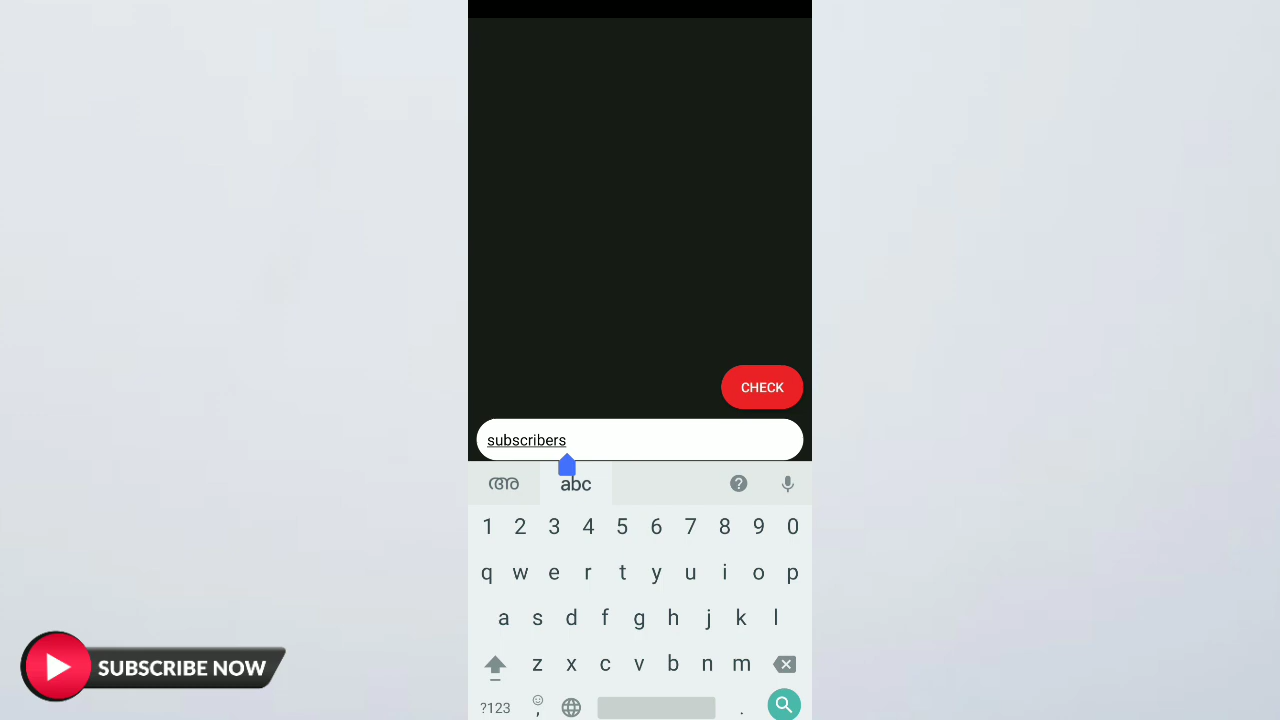 CHECK
subscribers
അ abc ?
1 2 3 4 5 6 7 8 9 0
q w e r t y u i o p
a s d f g h j k l
z x c v b n m
?123 , .
SUBSCRIBE NOW